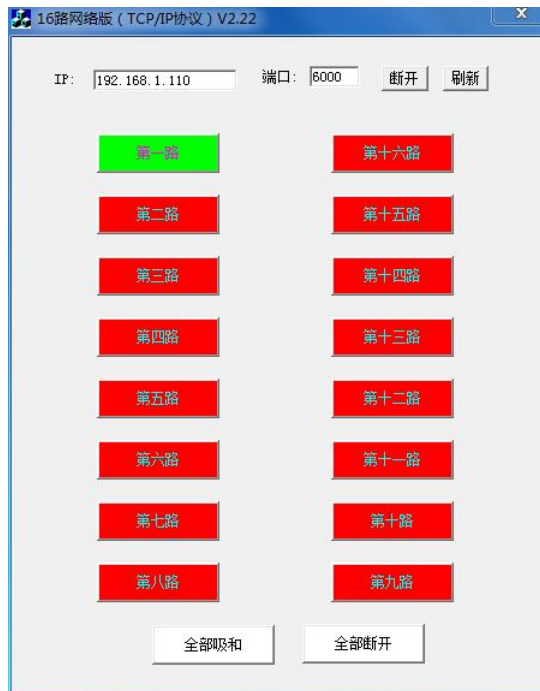 16路网络版（TCP/IP协议）V2.22
IP: 192.168.1.110 端口: 6000 断开 刷新
第一路 第十六路
第二路 第十五路
第三路 第十四路
第四路 第十三路
第五路 第十二路
第六路 第十一路
第七路 第十路
第八路 第九路
全部吸和 全部断开